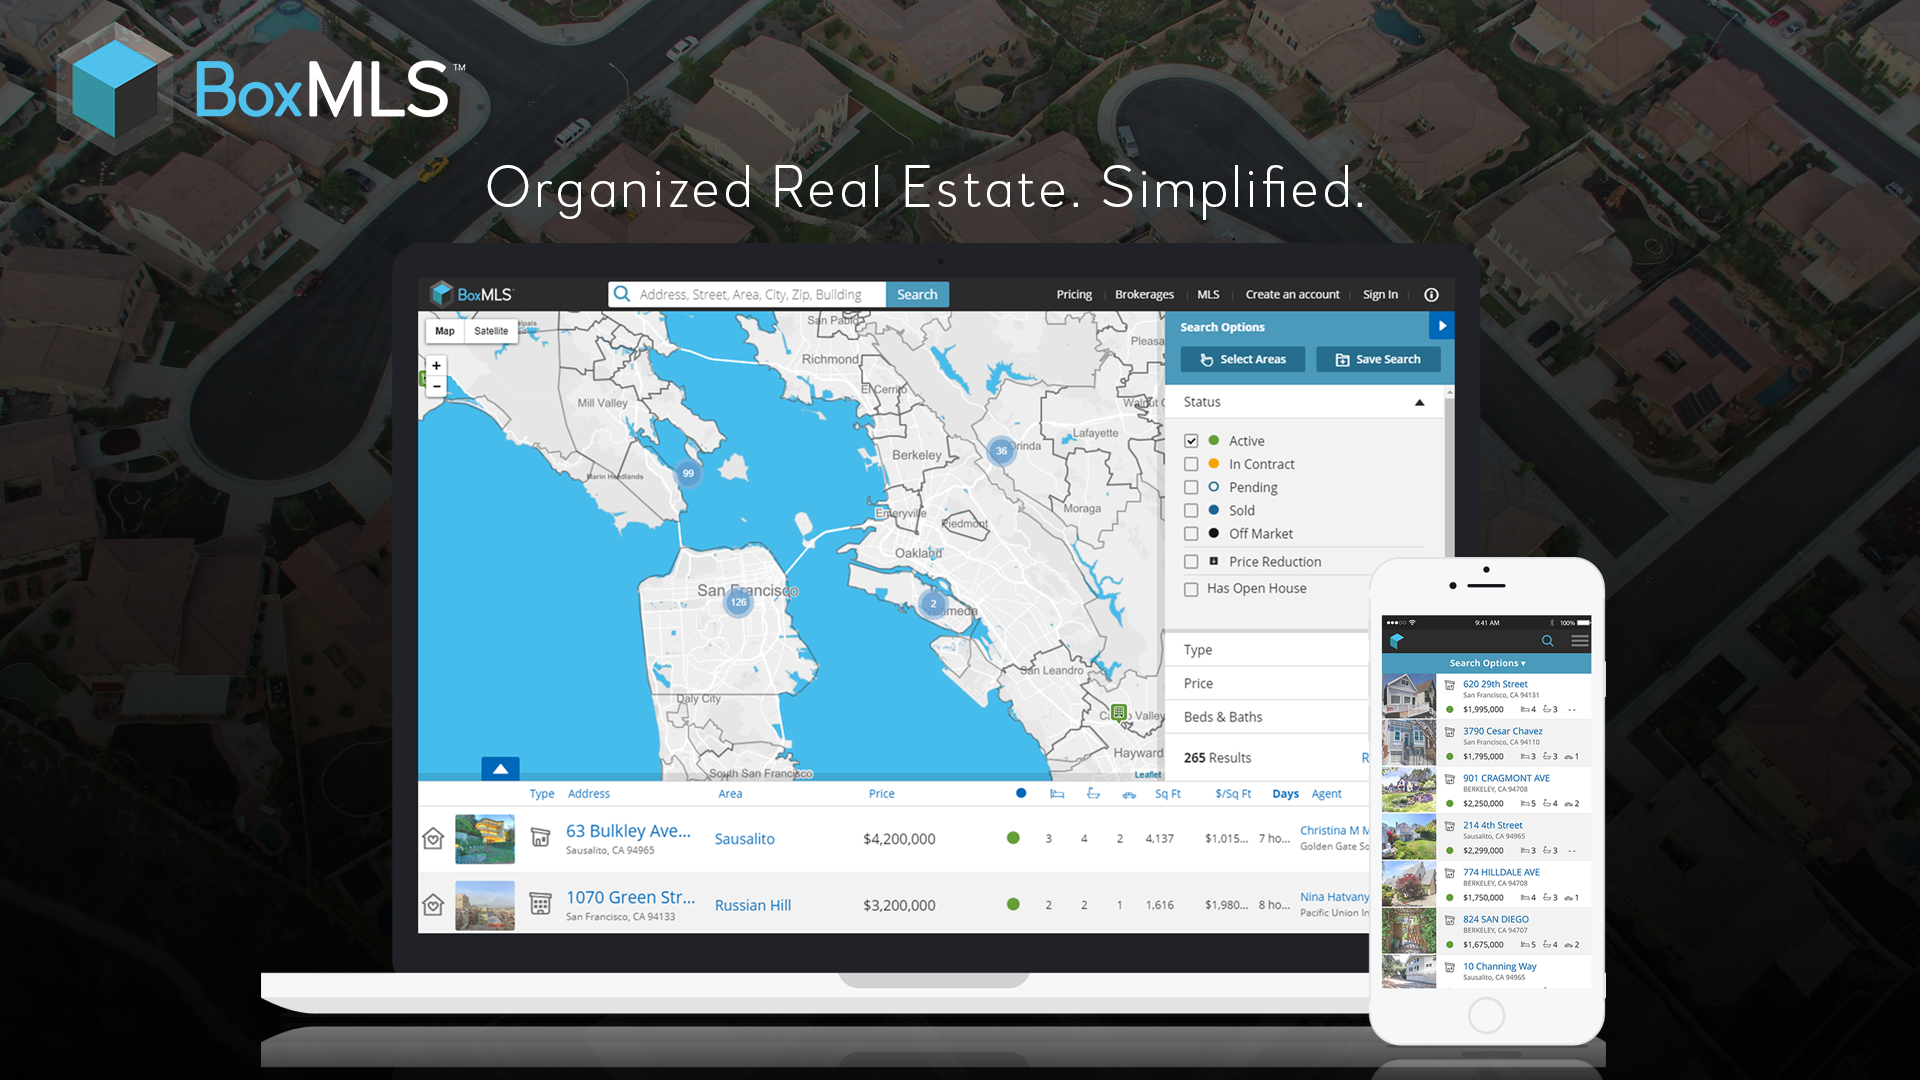 BoxMLS™
Organized Real Estate. Simplified.
BoxMLS
Address, Street, Area, City, Zip, Building
Search
Pricing
Brokerages
MLS
Create an account
Sign In
Map
Satellite
+
−
San Pablo
Richmond
El Cerrito
Mill Valley
Marin Headlands
99
Berkeley
36
Orinda
Lafayette
Emeryville
Piedmont
Moraga
Oakland
San Francisco
126
2
Alameda
San Leandro
Daly City
Valley
Hayward
South San Francisco
Leaflet
Search Options
Select Areas
Save Search
Status
Active
In Contract
Pending
Sold
Off Market
Price Reduction
Has Open House
Type
Price
Beds & Baths
265 Results
R
Type Address Area Price Sq Ft $/Sq Ft Days Agent
63 Bulkley Ave...
Sausalito, CA 94965
Sausalito $4,200,000 3 4 2 4,137 $1,015... 7 ho...
Christina M M
Golden Gate So
1070 Green Str...
San Francisco, CA 94133
Russian Hill $3,200,000 2 2 1 1,616 $1,980... 8 ho...
Nina Hatvany
Pacific Union In
9:41 AM 100%
Search Options ▾
620 29th Street
San Francisco, CA 94131
$1,995,000 4 3 - -
3790 Cesar Chavez
San Francisco, CA 94110
$1,795,000 3 3 1
901 CRAGMONT AVE
BERKELEY, CA 94708
$2,250,000 5 4 2
214 4th Street
Sausalito, CA 94965
$2,299,000 3 3 - -
774 HILLDALE AVE
BERKELEY, CA 94708
$1,750,000 4 3 1
824 SAN DIEGO
BERKELEY, CA 94707
$1,675,000 5 4 2
10 Channing Way
Sausalito, CA 94965